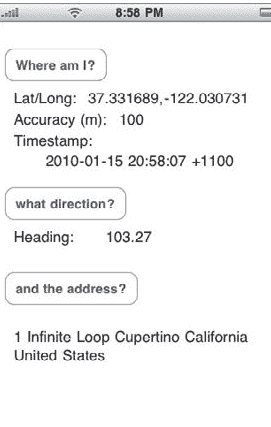 8:58 PM
Where am I?
Lat/Long: 37.331689,-122.030731
Accuracy (m): 100
Timestamp:
2010-01-15 20:58:07 +1100
what direction?
Heading: 103.27
and the address?
1 Infinite Loop Cupertino California
United States